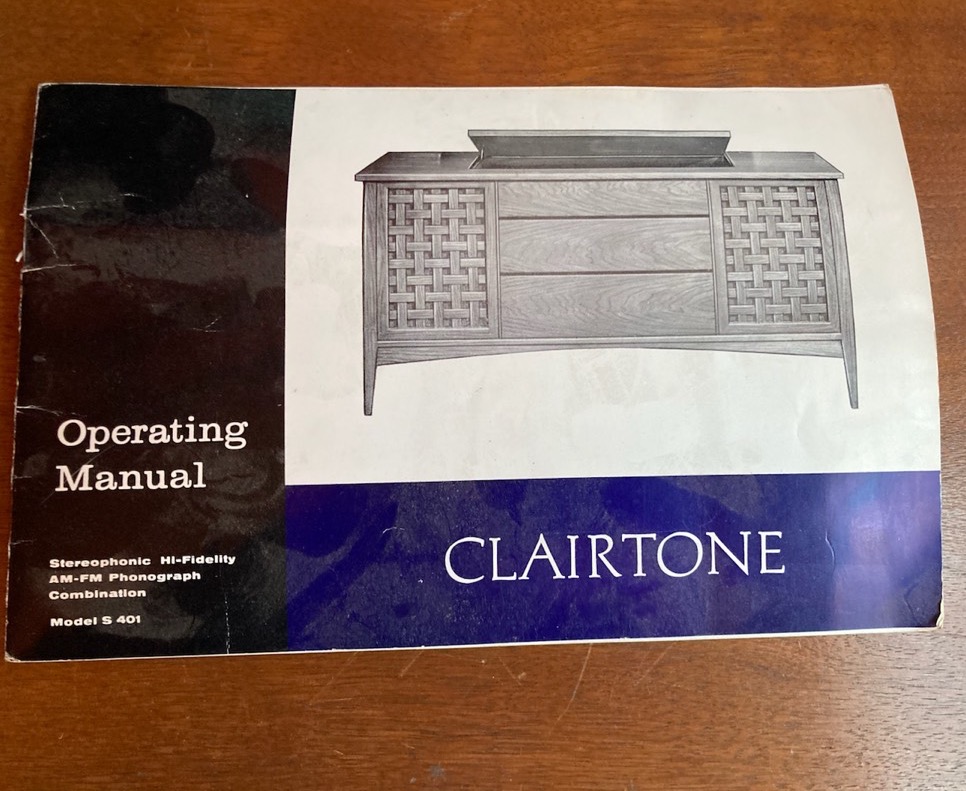 Operating
Manual
Stereophonic Hi-Fidelity
AM-FM Phonograph
Combination
Model S 401
CLAIRTONE